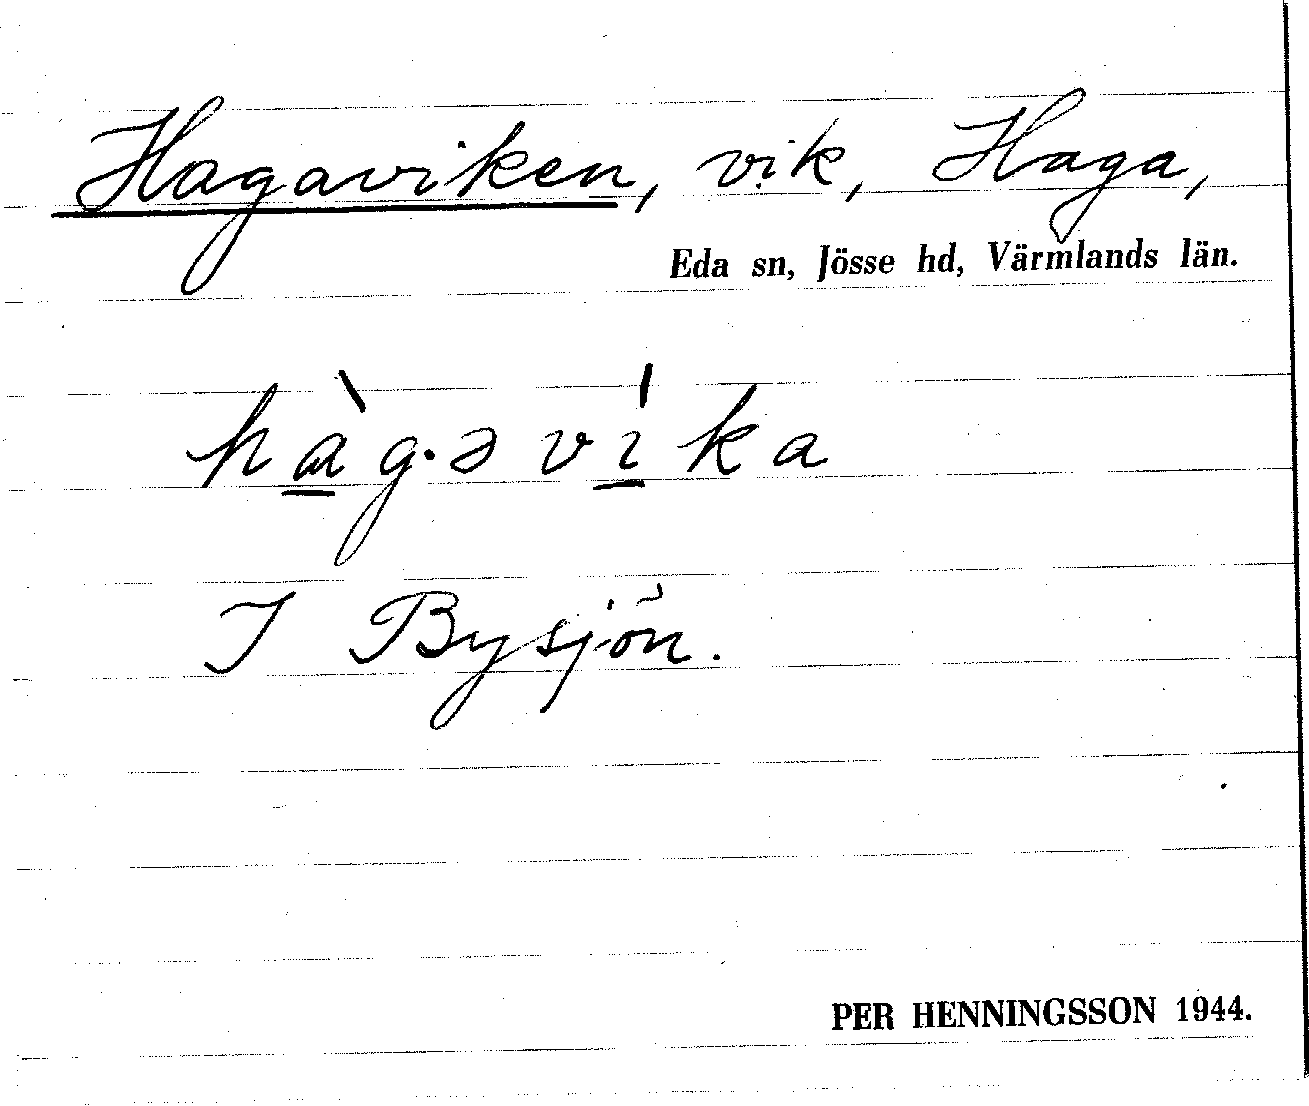 Hagaviken, vik, Haga,
Eda sn, Jösse hd, Värmlands län.
hàg·əvíka
I Bysjön.
PER HENNINGSSON 1944.